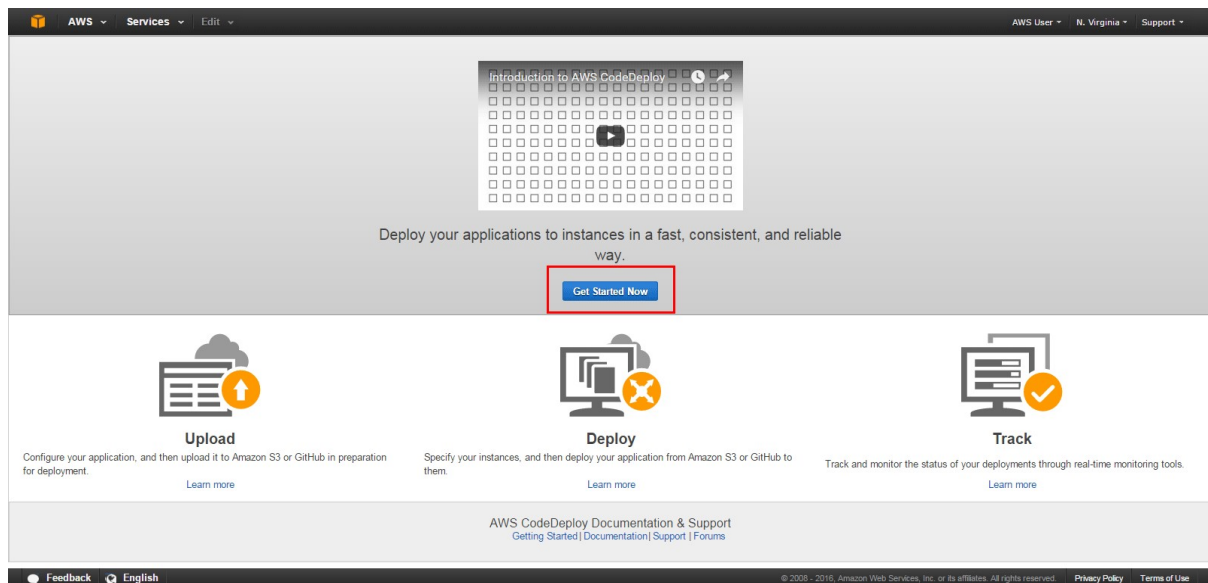 AWS Services Edit AWS User N. Virginia Support
Introduction to AWS CodeDeploy
Deploy your applications to instances in a fast, consistent, and reliable
way.
Get Started Now
Upload
Configure your application, and then upload it to Amazon S3 or GitHub in preparation
for deployment.
Learn more
Deploy
Specify your instances, and then deploy your application from Amazon S3 or GitHub to
them.
Learn more
Track
Track and monitor the status of your deployments through real-time monitoring tools.
Learn more
AWS CodeDeploy Documentation & Support
Getting Started | Documentation | Support | Forums
Feedback English © 2008 - 2016, Amazon Web Services, Inc. or its affiliates. All rights reserved. Privacy Policy Terms of Use